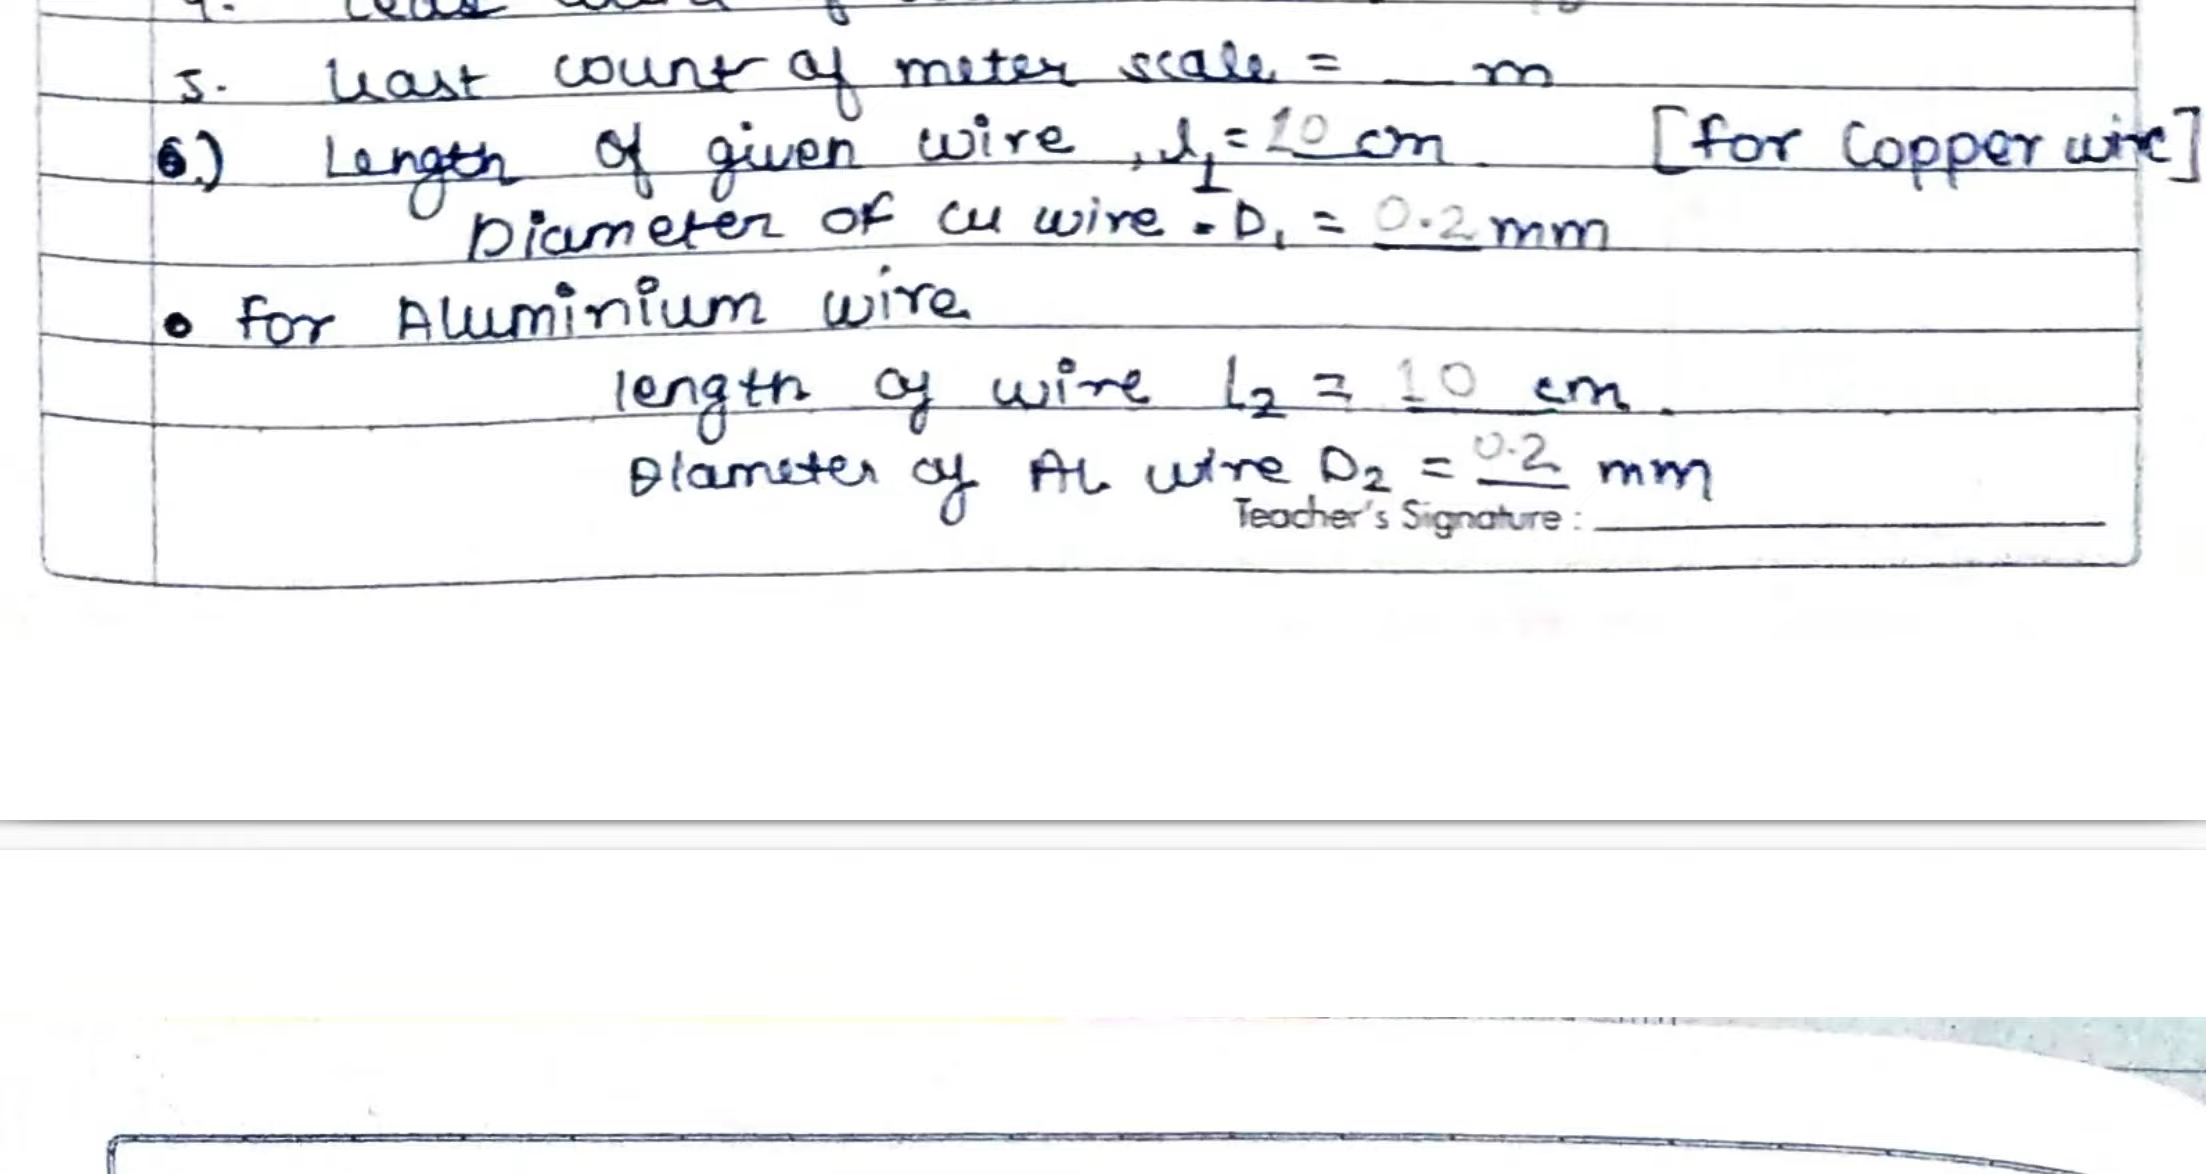 5. Least count of meter scale = __ m
6.) Length of given wire, l₁ = 10 cm [for Copper wire]
Diameter of cu wire - D₁ = 0.2 mm
• For Aluminium wire
length of wire L₂ = 10 cm.
Diameter of AL wire D₂ = 0.2 mm
Teacher's Signature :